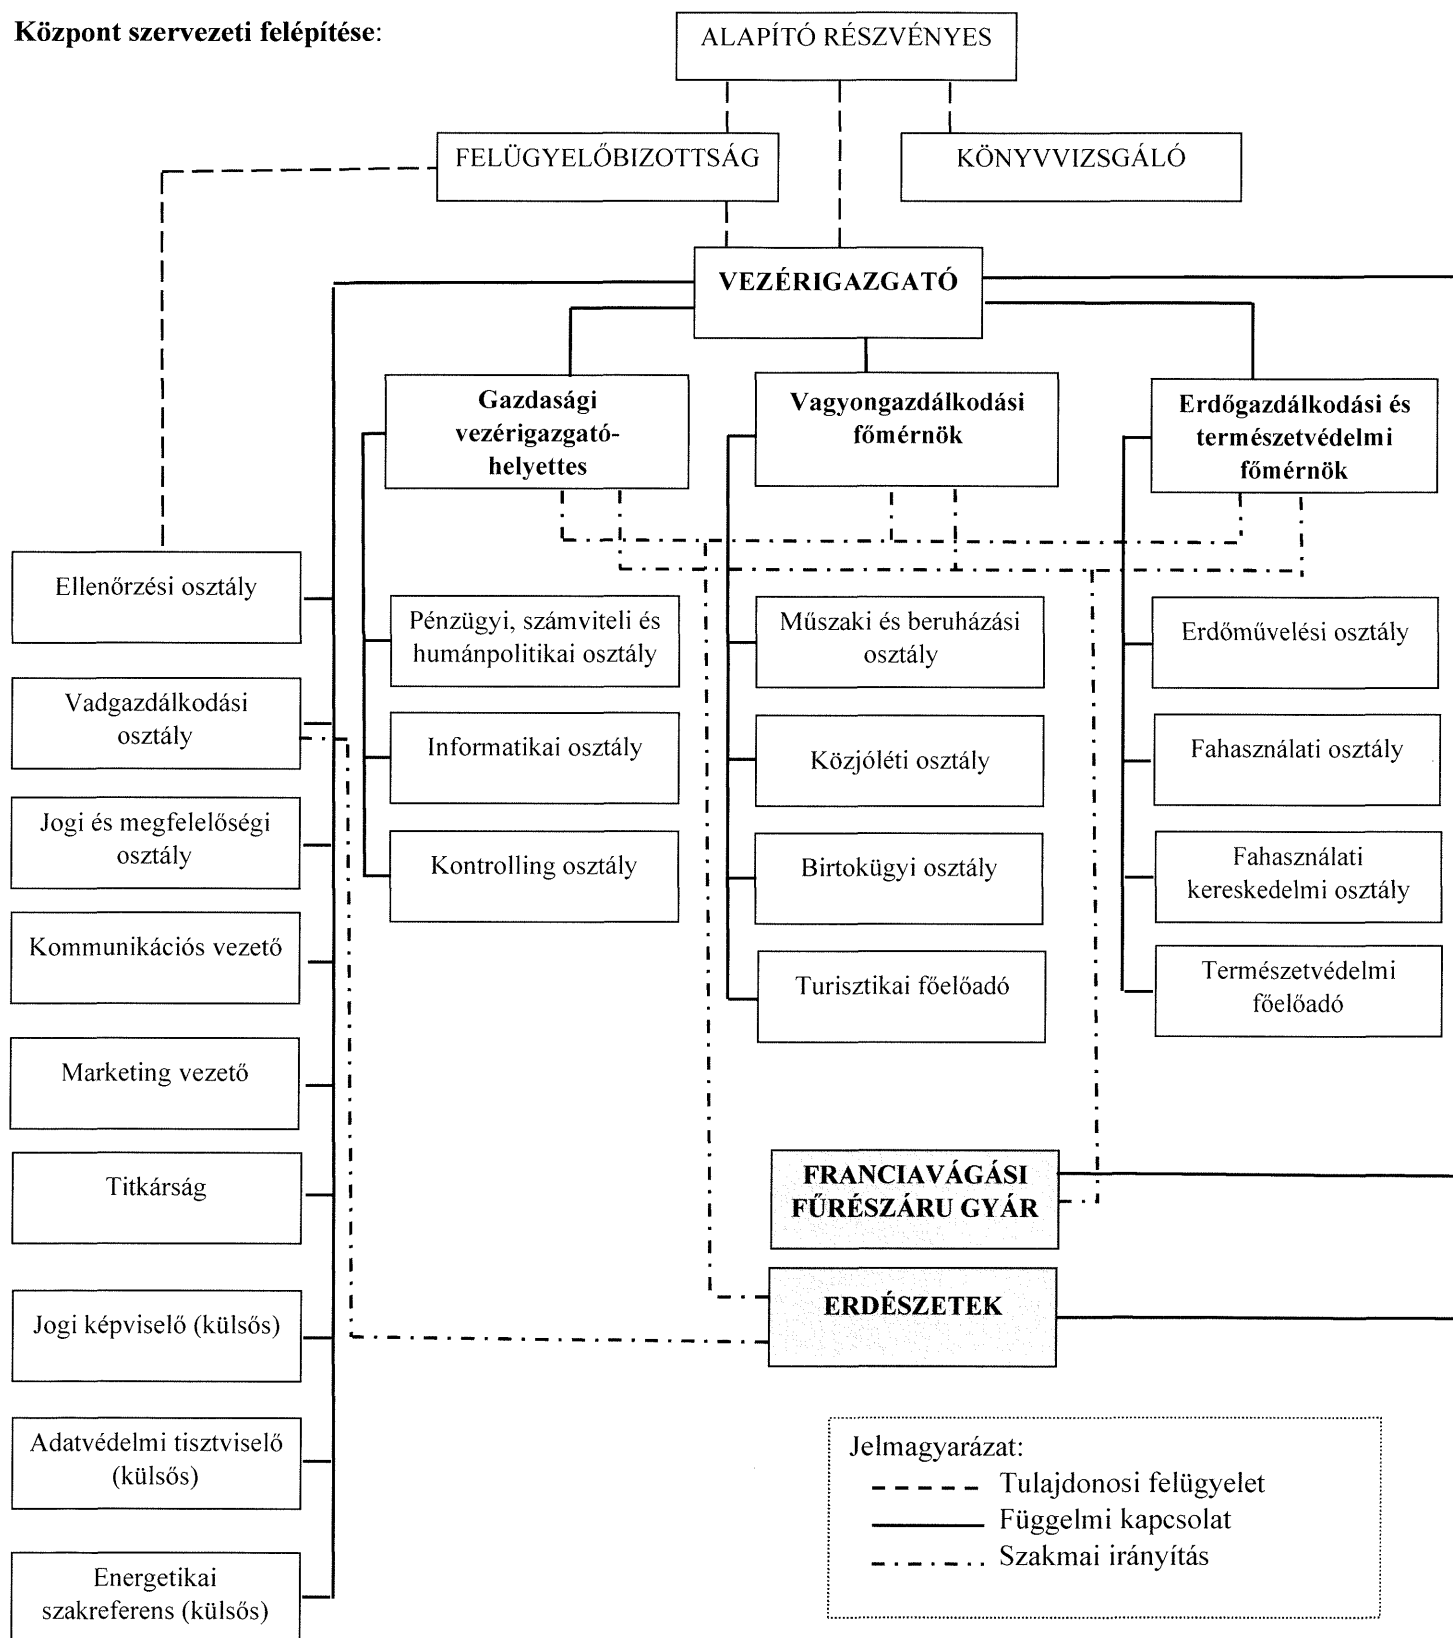 Központ szervezeti felépítése:
ALAPÍTÓ RÉSZVÉNYES
FELÜGYELŐBIZOTTSÁG
KÖNYVVIZSGÁLÓ
VEZÉRIGAZGATÓ
Gazdasági
vezérigazgató-
helyettes
Vagyongazdálkodási
főmérnök
Erdőgazdálkodási és
természetvédelmi
főmérnök
Ellenőrzési osztály
Vadgazdálkodási
osztály
Jogi és megfelelőségi
osztály
Kommunikációs vezető
Marketing vezető
Titkárság
Jogi képviselő (külsős)
Adatvédelmi tisztviselő
(külsős)
Energetikai
szakreferens (külsős)
Pénzügyi, számviteli és
humánpolitikai osztály
Informatikai osztály
Kontrolling osztály
Műszaki és beruházási
osztály
Közjóléti osztály
Birtokügyi osztály
Turisztikai főelőadó
Erdőművelési osztály
Fahasználati osztály
Fahasználati
kereskedelmi osztály
Természetvédelmi
főelőadó
FRANCIAVÁGÁSI
FŰRÉSZÁRU GYÁR
ERDÉSZETEK
Jelmagyarázat:
Tulajdonosi felügyelet
Függelmi kapcsolat
Szakmai irányítás